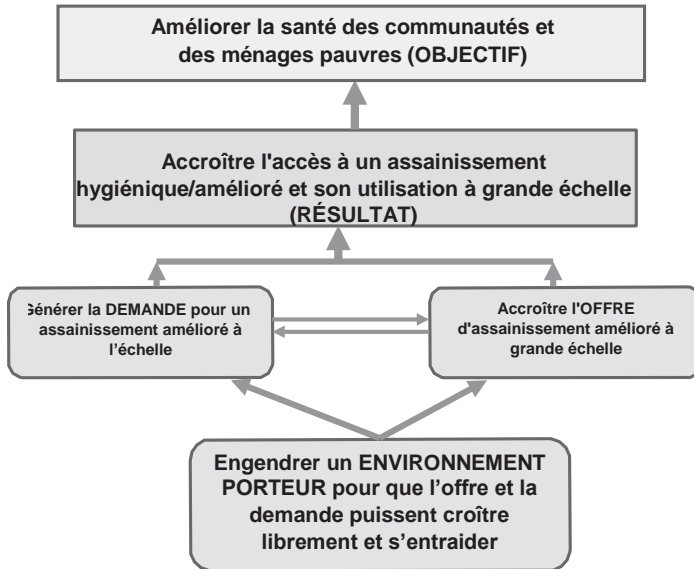 Améliorer la santé des communautés et
des ménages pauvres (OBJECTIF)
Accroître l'accès à un assainissement
hygiénique/amélioré et son utilisation à grande échelle
(RÉSULTAT)
Générer la DEMANDE pour un
assainissement amélioré à
l’échelle
Accroître l'OFFRE
d'assainissement amélioré à
grande échelle
Engendrer un ENVIRONNEMENT
PORTEUR pour que l’offre et la
demande puissent croître
librement et s’entraider